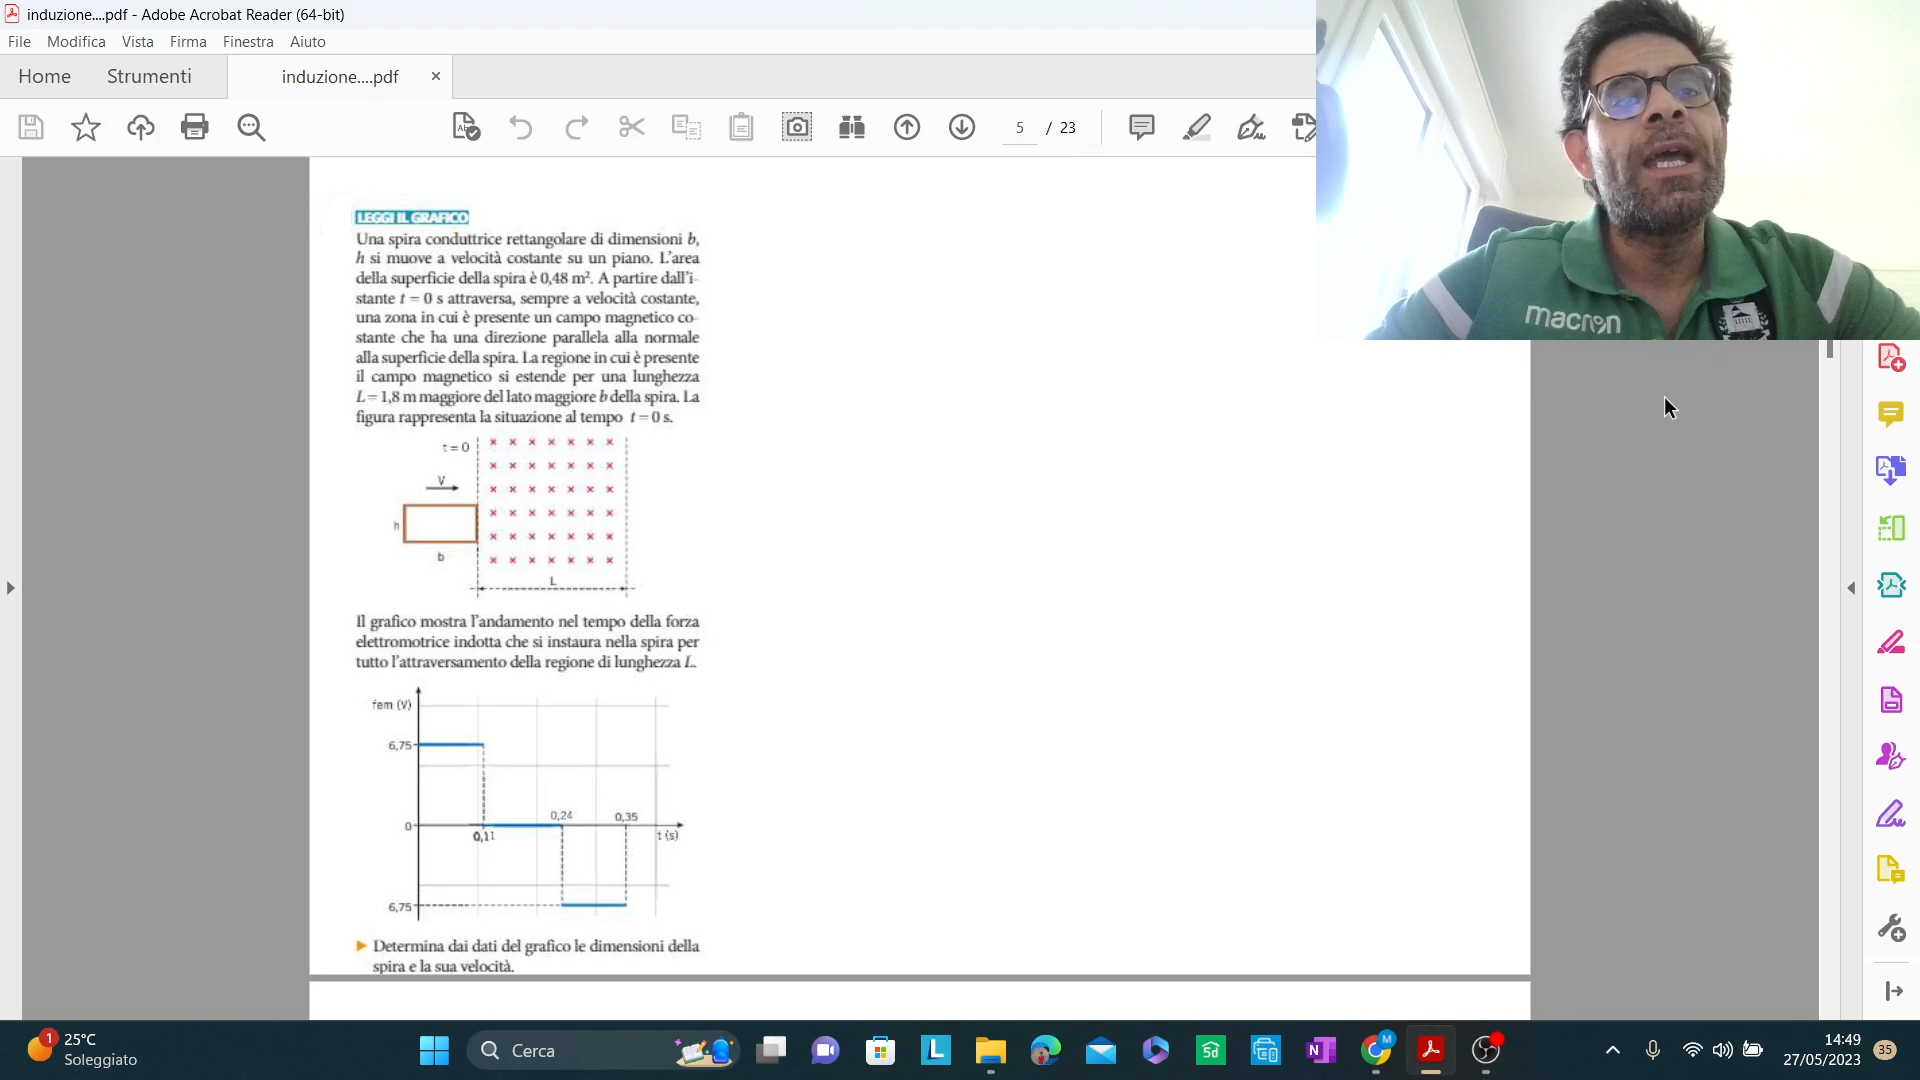 induzione....pdf - Adobe Acrobat Reader (64-bit)
File Modifica Vista Firma Finestra Aiuto
Home Strumenti induzione....pdf ×
5 / 23
LEGGI IL GRAFICO
Una spira conduttrice rettangolare di dimensioni b,
h si muove a velocità costante su un piano. L'area
della superficie della spira è 0,48 m². A partire dall'i-
stante t = 0 s attraversa, sempre a velocità costante,
una zona in cui è presente un campo magnetico co-
stante che ha una direzione parallela alla normale
alla superficie della spira. La regione in cui è presente
il campo magnetico si estende per una lunghezza
L = 1,8 m maggiore del lato maggiore b della spira. La
figura rappresenta la situazione al tempo t = 0 s.
t = 0
V
h
b
L
Il grafico mostra l'andamento nel tempo della forza
elettromotrice indotta che si instaura nella spira per
tutto l'attraversamento della regione di lunghezza L.
fem (V)
6,75
0,24
0,35
0
0,11
t (s)
6,75
Determina dai dati del grafico le dimensioni della
spira e la sua velocità.
macron
1
25°C
Soleggiato
Cerca
14:49
27/05/2023
35